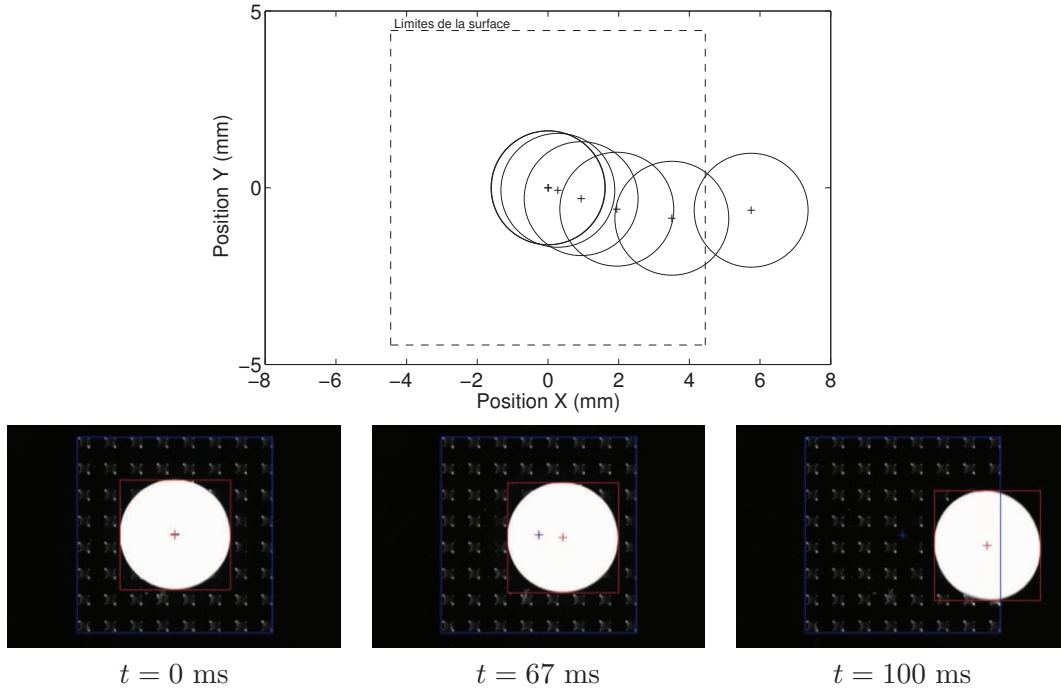 Limites de la surface
5
0
−5
Position Y (mm)
−8 −6 −4 −2 0 2 4 6 8
Position X (mm)
t = 0 ms
t = 67 ms
t = 100 ms